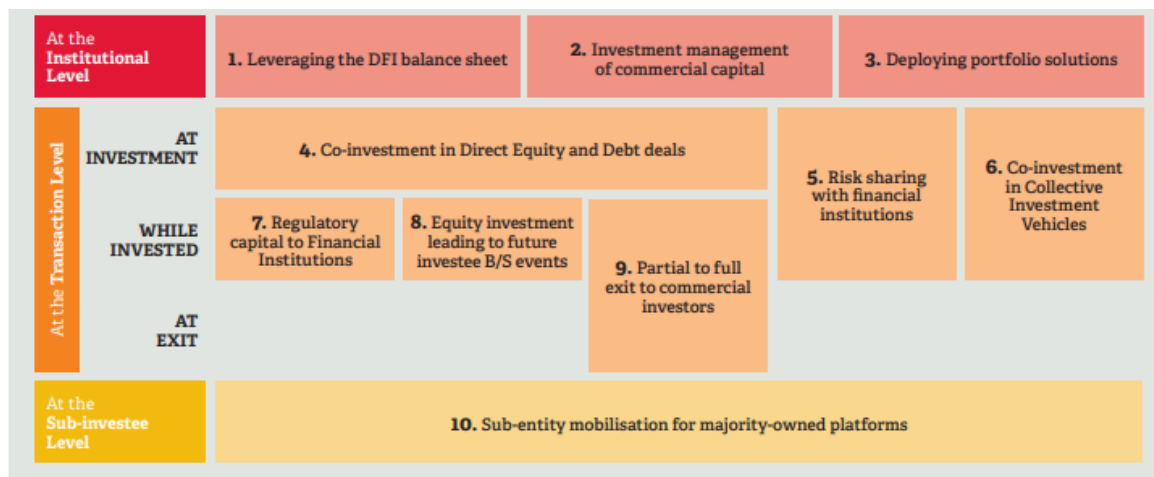 At the
Institutional
Level
1. Leveraging the DFI balance sheet
2. Investment management
of commercial capital
3. Deploying portfolio solutions
At the Transaction Level
AT
INVESTMENT
4. Co-investment in Direct Equity and Debt deals
5. Risk sharing
with financial
institutions
6. Co-investment
in Collective
Investment
Vehicles
WHILE
INVESTED
7. Regulatory
capital to Financial
Institutions
8. Equity investment
leading to future
investee B/S events
9. Partial to full
exit to commercial
investors
AT
EXIT
At the
Sub-investee
Level
10. Sub-entity mobilisation for majority-owned platforms